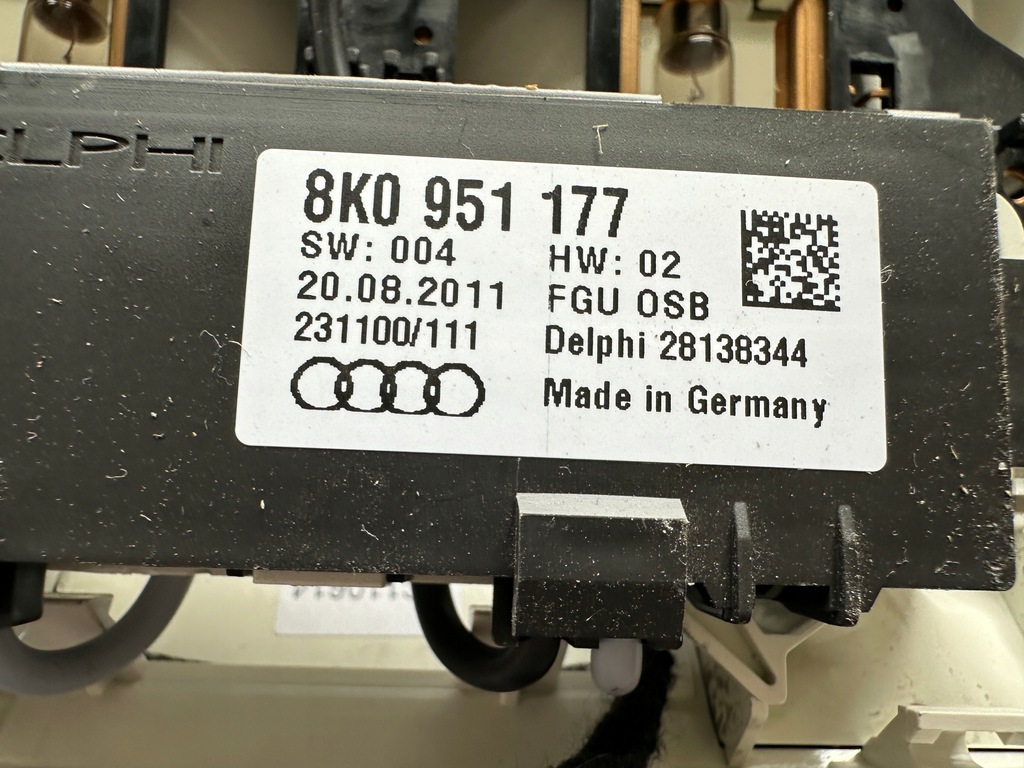 DELPHI
8K0 951 177
SW: 004 HW: 02
20.08.2011 FGU OSB
231100/111 Delphi 28138344
Made in Germany